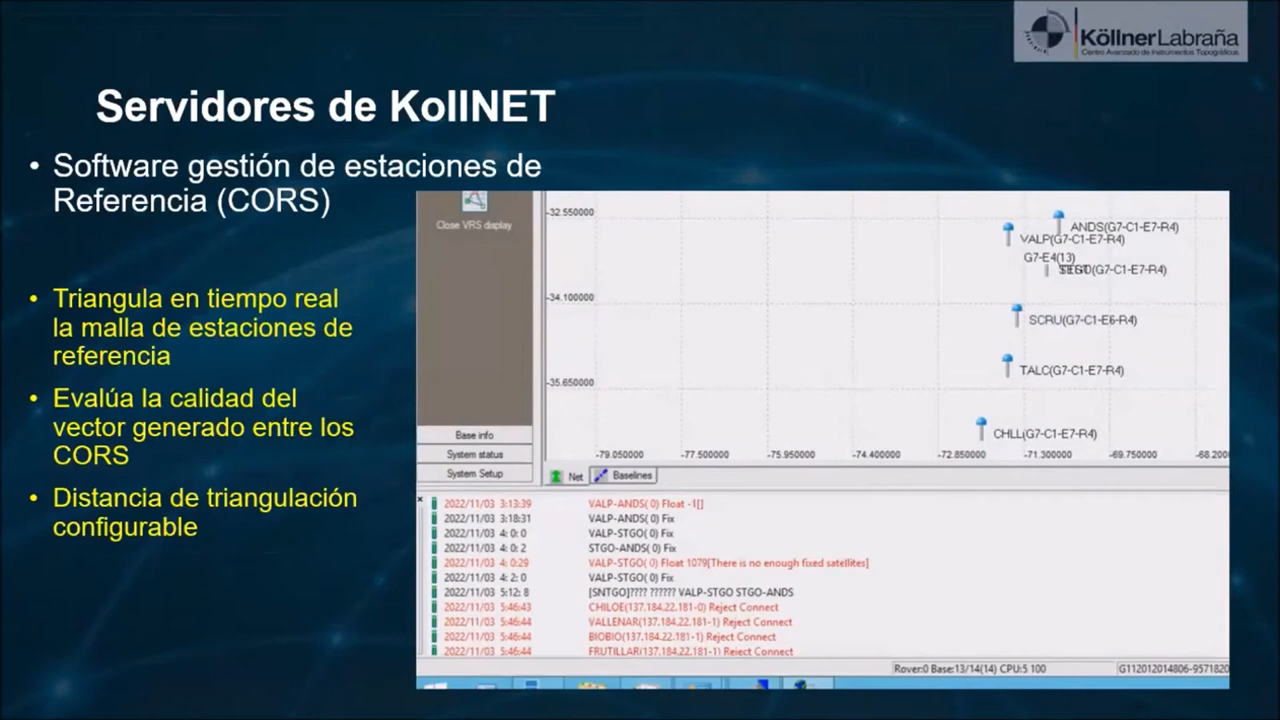 KöllnerLabraña
Centro Avanzado de Instrumentos Topográficos
Servidores de KollNET
• Software gestión de estaciones de
Referencia (CORS)
• Triangula en tiempo real
la malla de estaciones de
referencia
• Evalúa la calidad del
vector generado entre los
CORS
• Distancia de triangulación
configurable
Close VRS display
Base info
System status
System Setup
-32.550000
-34.100000
-35.650000
ANDS(G7-C1-E7-R4)
VALP(G7-C1-E7-R4)
G7-E4(13)
(G7-C1-E7-R4)
SCRU(G7-C1-E6-R4)
TALC(G7-C1-E7-R4)
CHLL(G7-C1-E7-R4)
-79.050000 -77.500000 -75.950000 -74.400000 -72.850000 -71.300000 -69.750000 -68.200
Net Baselines
2022/11/03 3:13:39 VALP-ANDS( 0) Float -1[]
2022/11/03 3:18:31 VALP-ANDS( 0) Fix
2022/11/03 4: 0: 0 VALP-STGO( 0) Fix
2022/11/03 4: 0: 2 STGO-ANDS( 0) Fix
2022/11/03 4: 0:29 VALP-STGO( 0) Float 1079[There is no enough fixed satellites]
2022/11/03 4: 2: 0 VALP-STGO( 0) Fix
2022/11/03 5:12: 8 [SNTGO]???? ?????? VALP-STGO STGO-ANDS
2022/11/03 5:46:43 CHILOE(137.184.22.181-0) Reject Connect
2022/11/03 5:46:44 VALLENAR(137.184.22.181-1) Reject Connect
2022/11/03 5:46:44 BIOBIO(137.184.22.181-1) Reject Connect
2022/11/03 5:46:44 FRUTILLAR(137.184.22.181-1) Reject Connect
Rover:0 Base:13/14(14) CPU:5 100 G112012014806-9571820